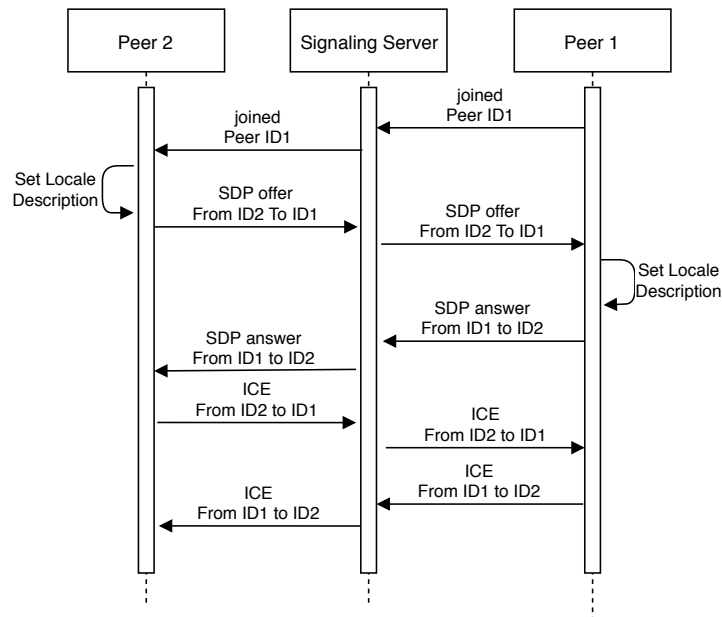 Peer 2
Signaling Server
Peer 1
joined
Peer ID1
joined
Peer ID1
Set Locale
Description)
SDP offer
From ID2 To ID1
SDP offer
From ID2 To ID1
Set Locale
Description
SDP answer
From ID1 to ID2
SDP answer
From ID1 to ID2
ICE
From ID2 to ID1
ICE
From ID2 to ID1
ICE
From ID1 to ID2
ICE
From ID1 to ID2